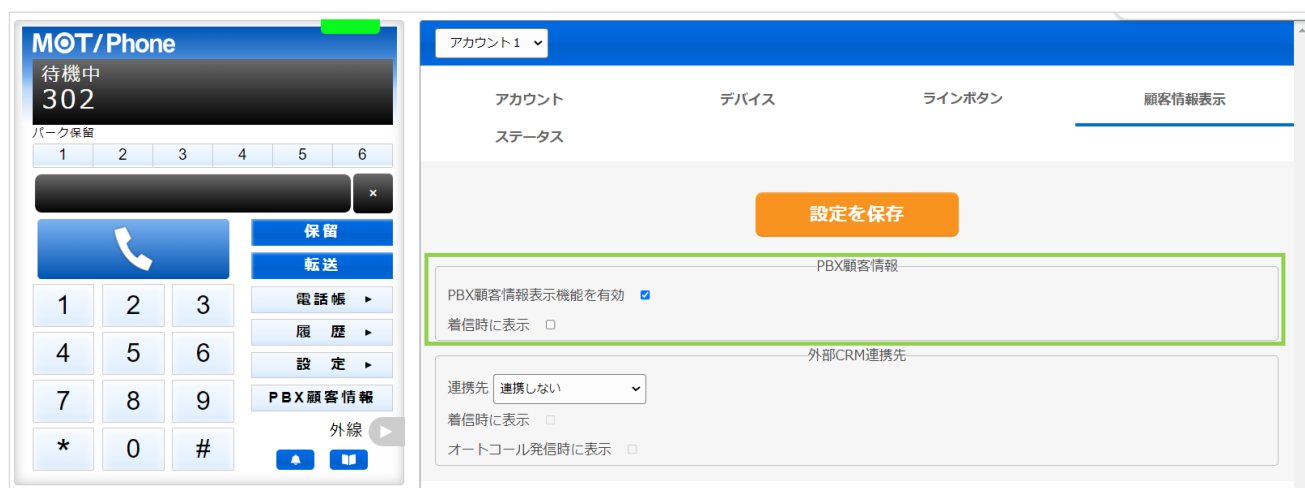 MOT/Phone
待機中
302
パーク保留
1 2 3 4 5 6
×
保留
転送
1 2 3
電話帳 ▸
履 歴 ▸
4 5 6
設 定 ▸
7 8 9
PBX顧客情報
外線
* 0 #
アカウント1
アカウント デバイス ラインボタン 顧客情報表示
ステータス
設定を保存
PBX顧客情報
PBX顧客情報表示機能を有効
着信時に表示
外部CRM連携先
連携先 連携しない
着信時に表示
オートコール発信時に表示